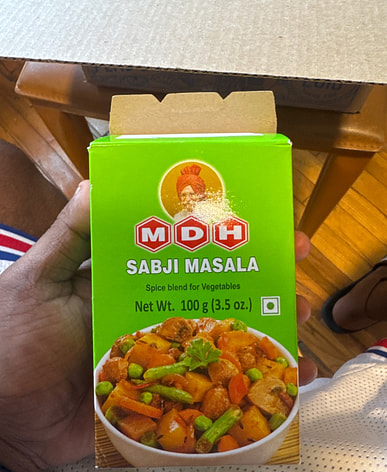 MDH
SABJI MASALA
Spice blend for Vegetables
Net Wt. 100 g (3.5 oz.)